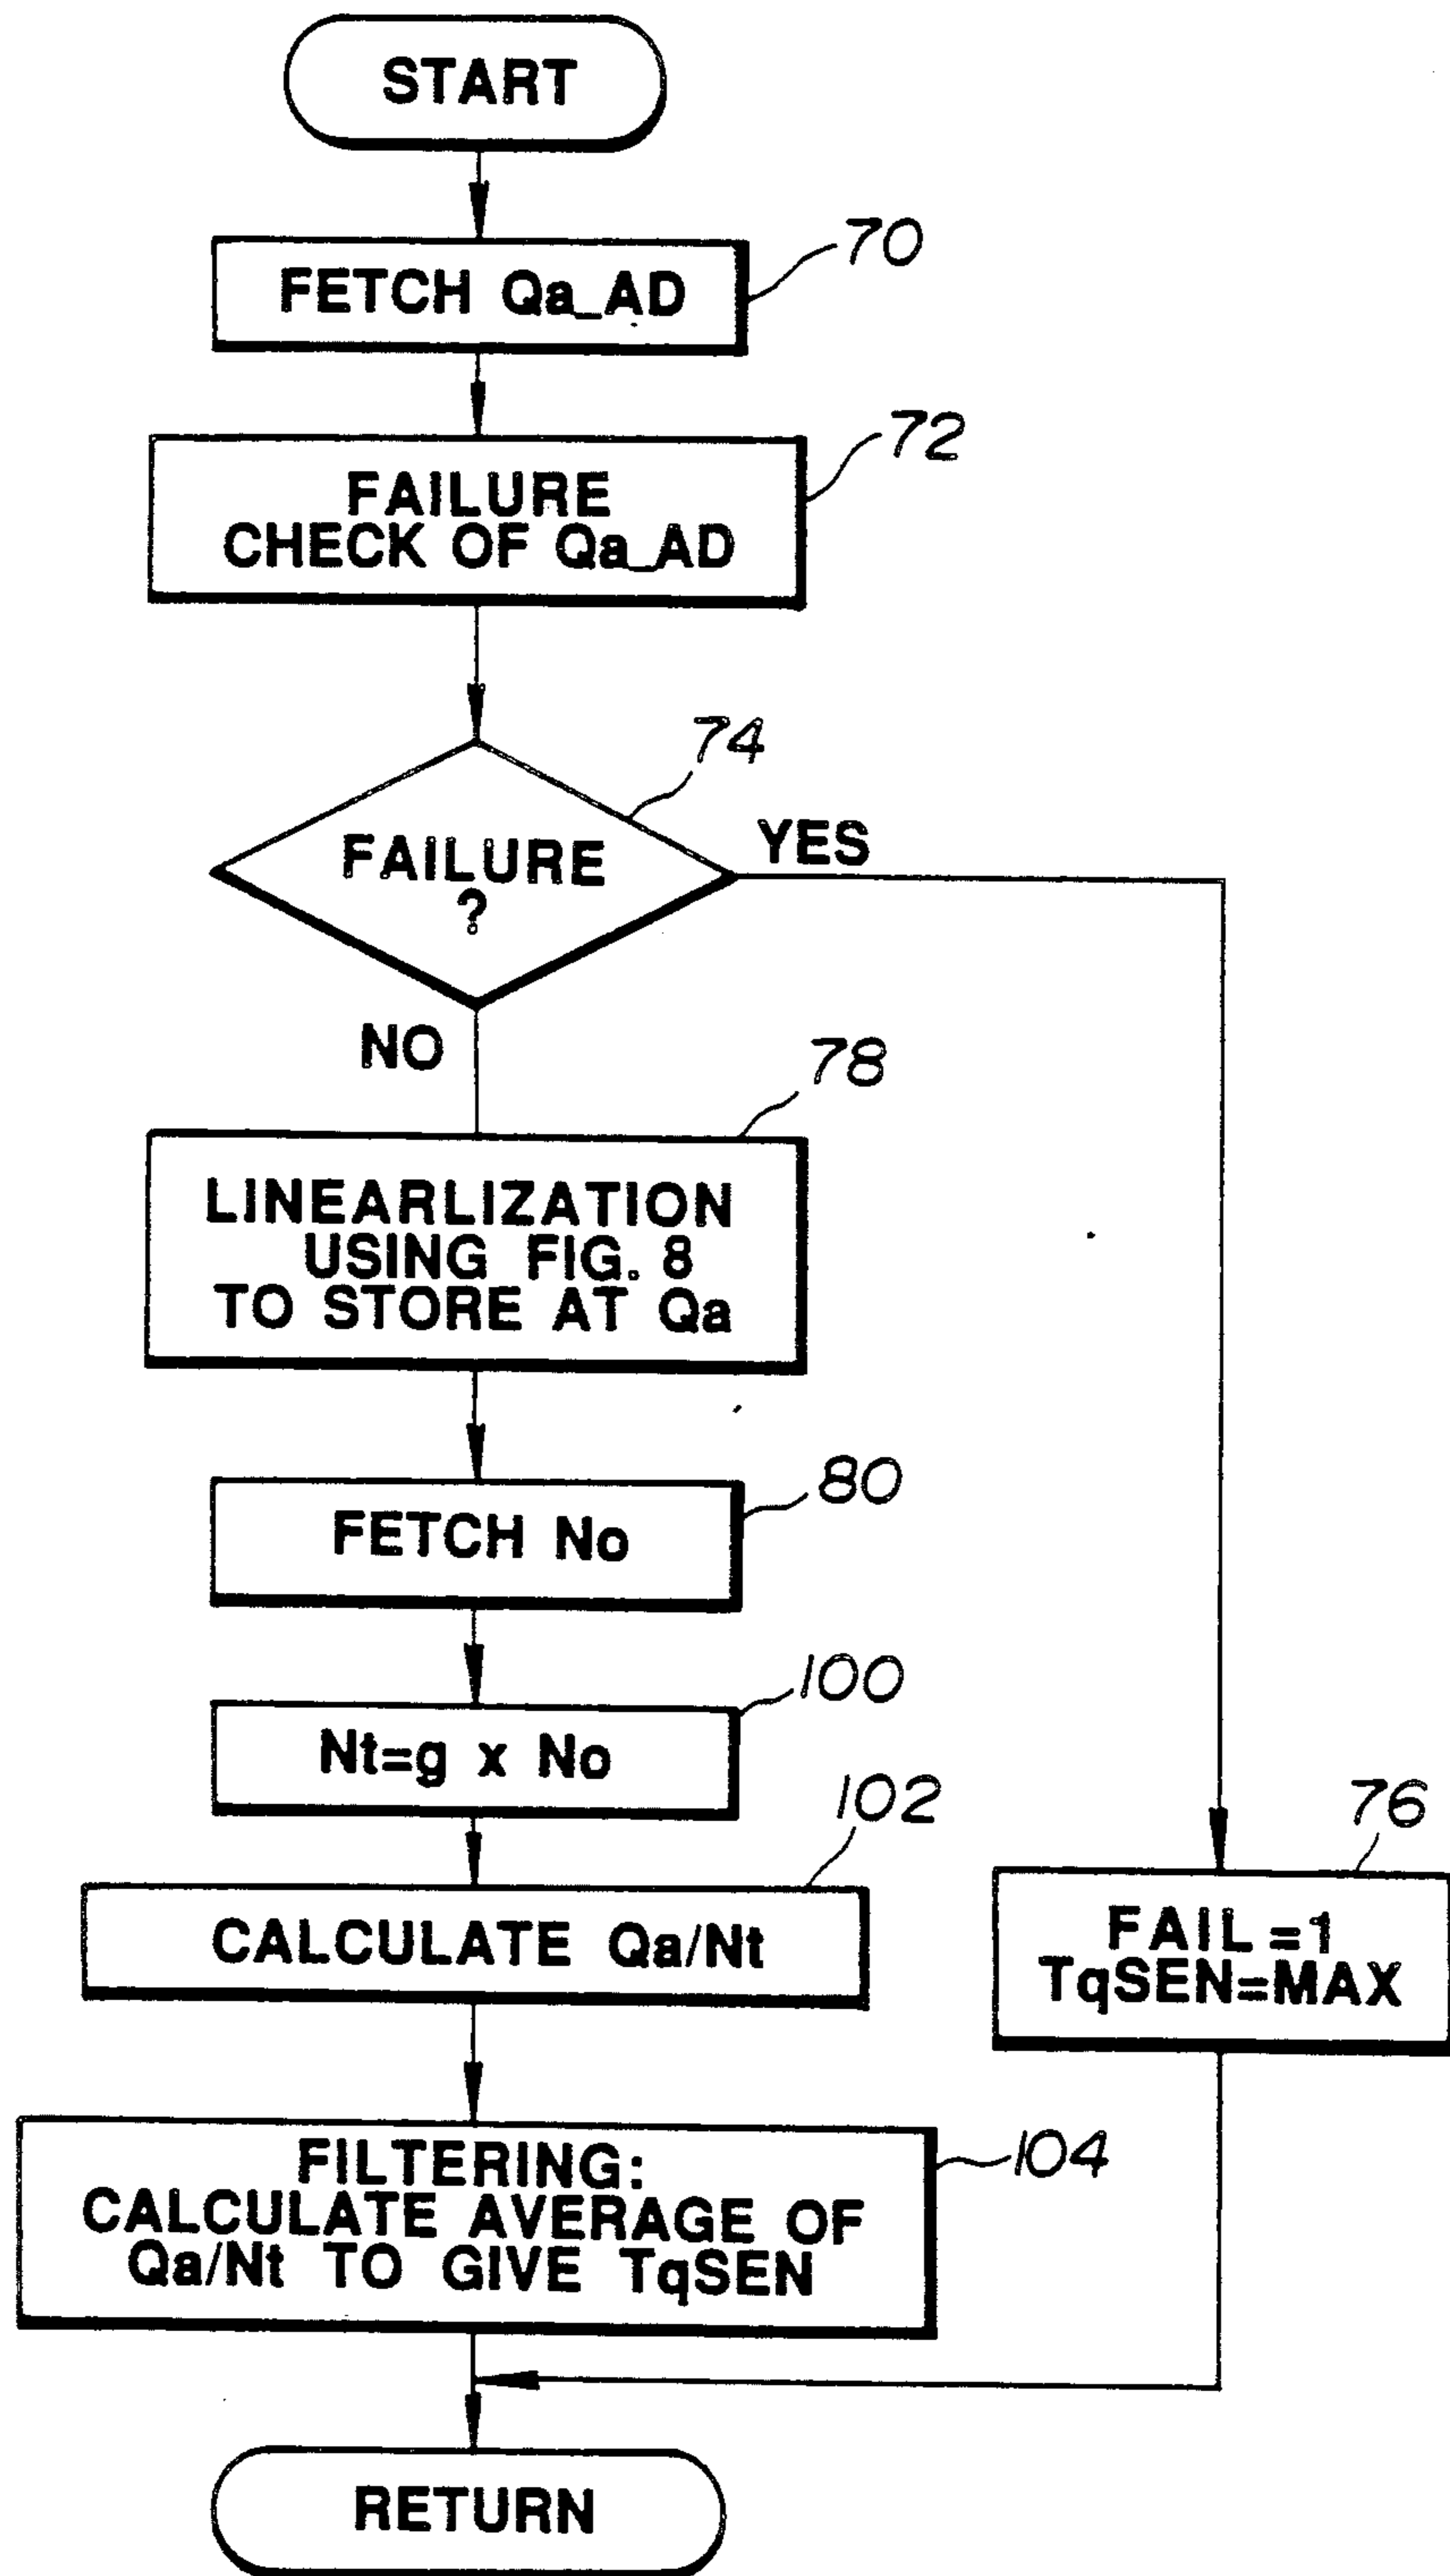 START
70
FETCH Qa_AD
72
FAILURE
CHECK OF Qa_AD
74
FAILURE
?
YES
NO
78
LINEARLIZATION
USING FIG. 8
TO STORE AT Qa
80
FETCH No
100
Nt=g x No
102
CALCULATE Qa/Nt
76
FAIL=1
TqSEN=MAX
104
FILTERING:
CALCULATE AVERAGE OF
Qa/Nt TO GIVE TqSEN
RETURN